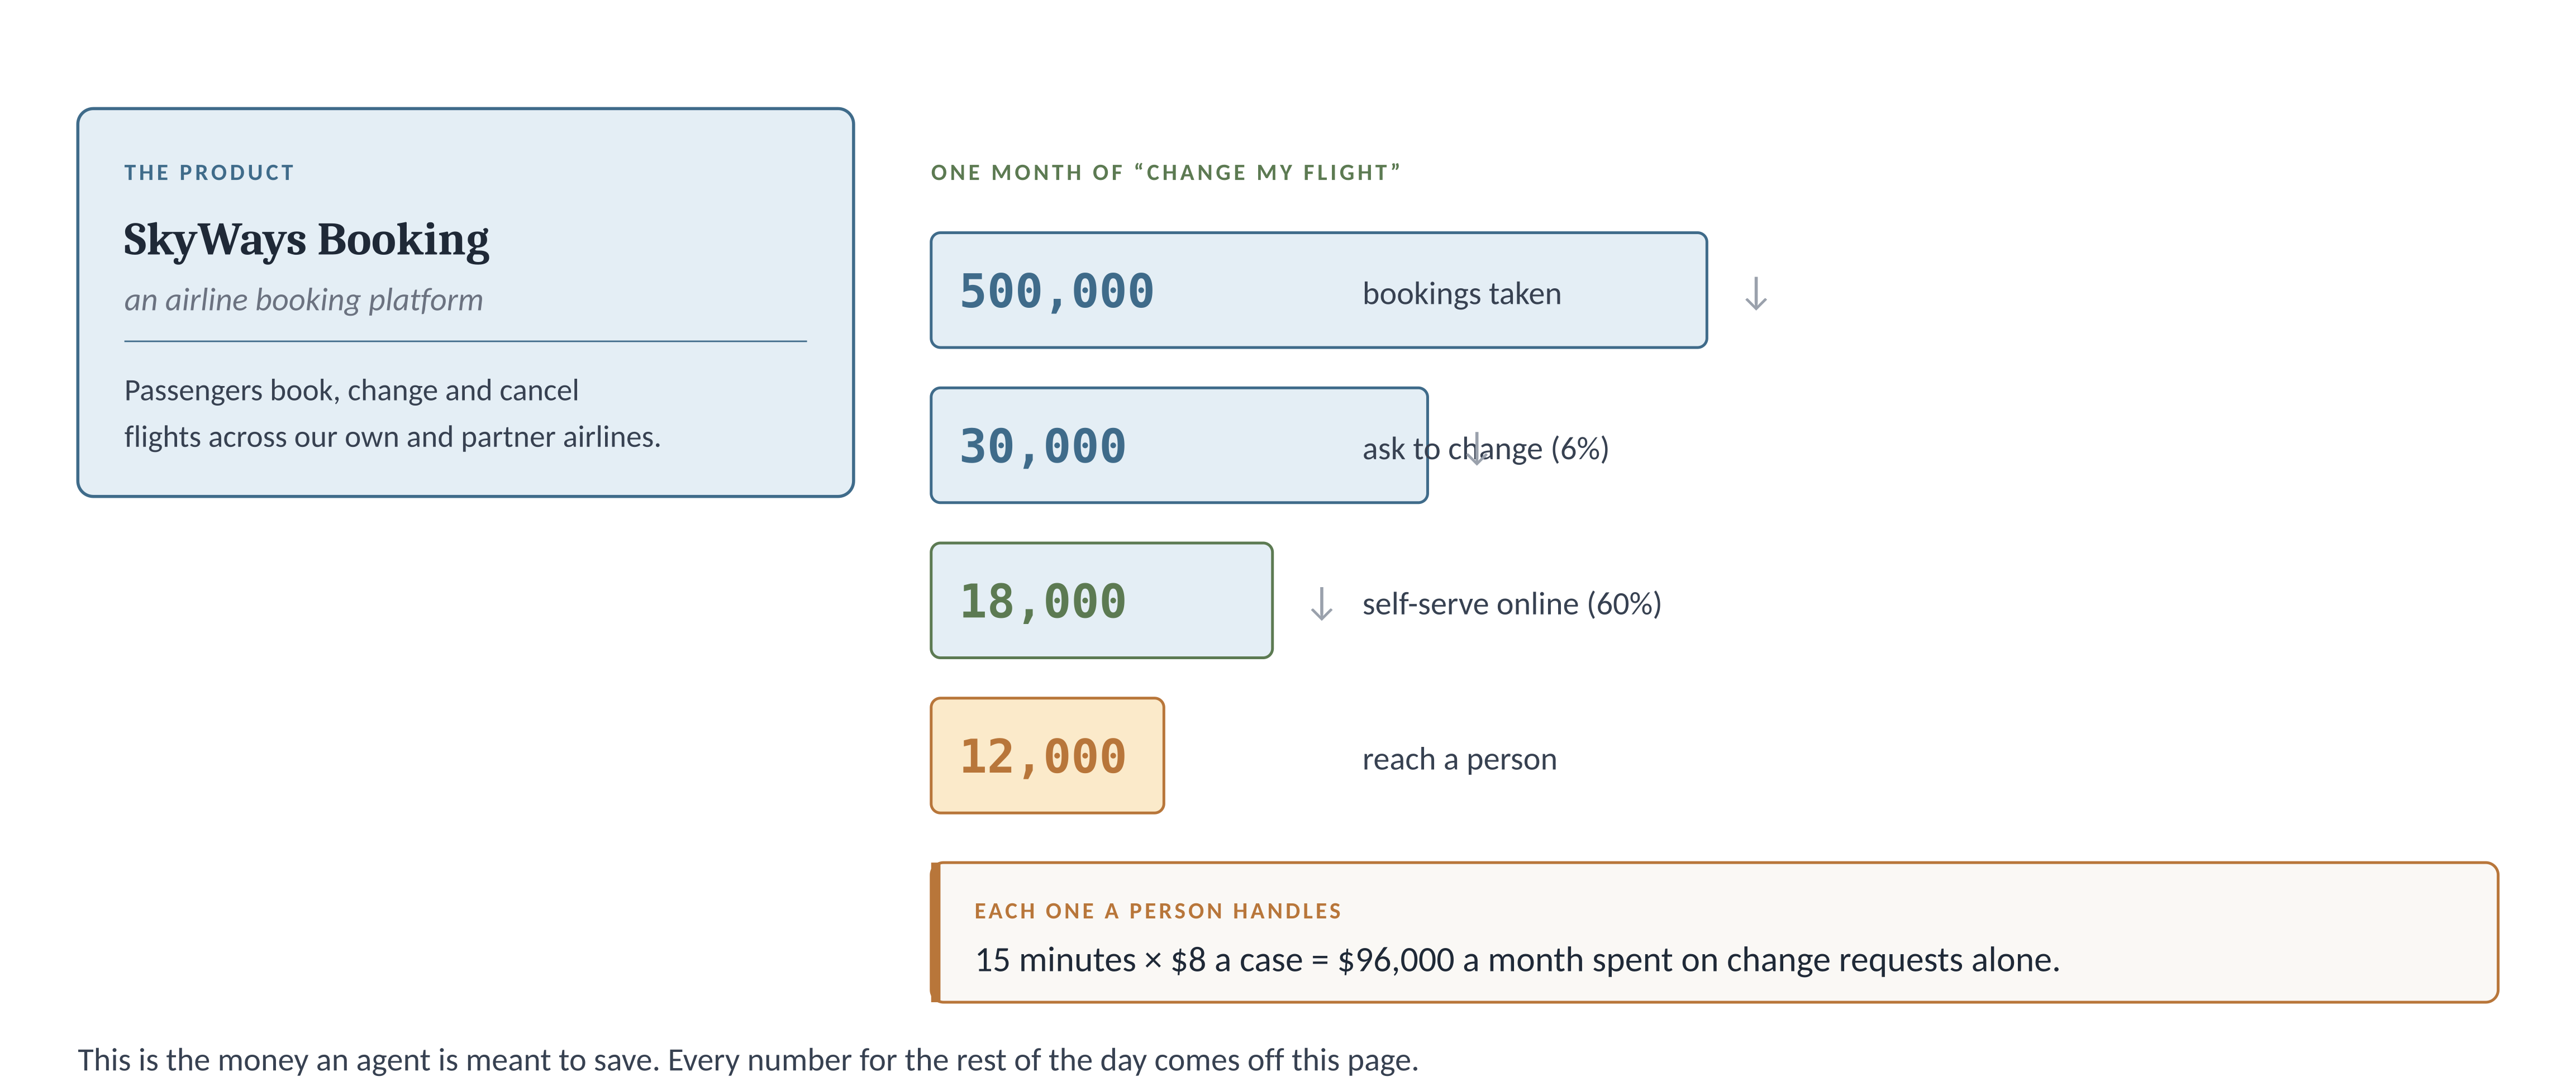 THE PRODUCT
SkyWays Booking
an airline booking platform
Passengers book, change and cancel
flights across our own and partner airlines.
ONE MONTH OF “CHANGE MY FLIGHT”
500,000 bookings taken ↓
30,000 ask to change (6%) ↓
18,000 ↓ self-serve online (60%)
12,000 reach a person
EACH ONE A PERSON HANDLES
15 minutes × $8 a case = $96,000 a month spent on change requests alone.
This is the money an agent is meant to save. Every number for the rest of the day comes off this page.